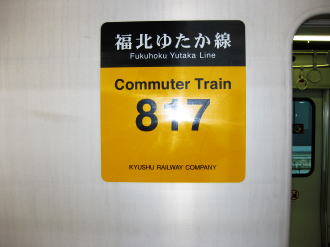 福北ゆたか線
Fukuhoku Yutaka Line
Commuter Train
817
KYUSHU RAILWAY COMPANY